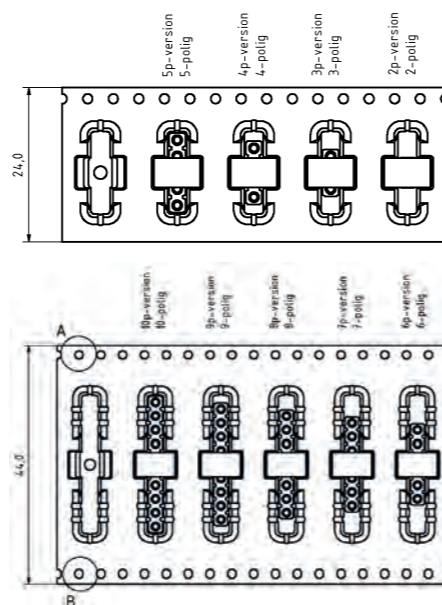 5p-version
5-polig
4p-version
4-polig
3p-version
3-polig
2p-version
2-polig
24,0
A
10p-version
10-polig
9p-version
9-polig
8p-version
8-polig
7p-version
7-polig
6p-version
6-polig
44,0
B